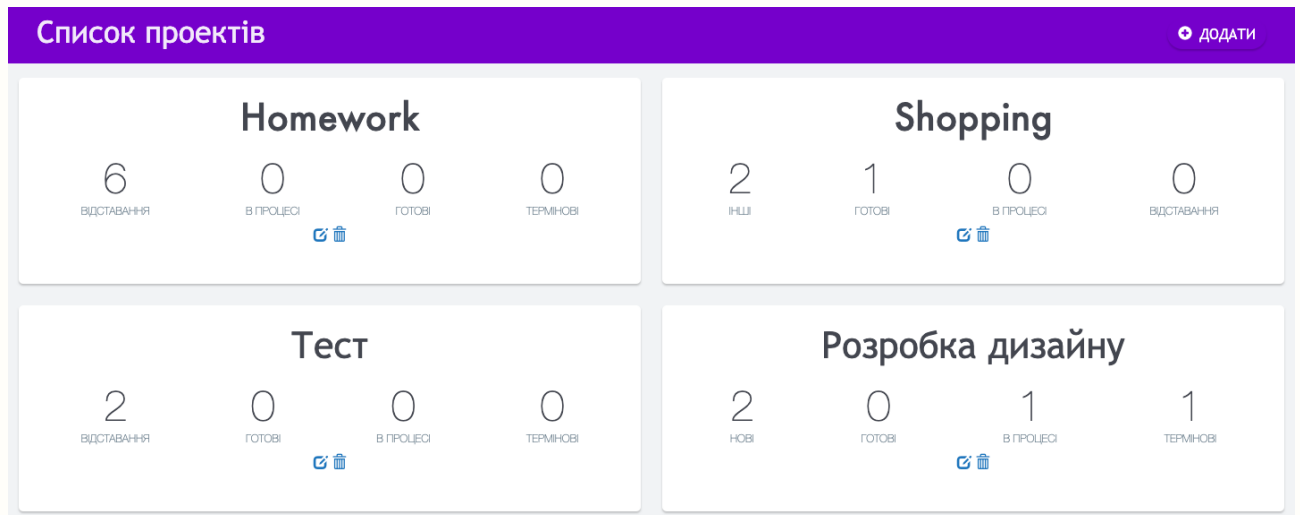 Список проектів
ДОДАТИ
Homework
6 0 0 0
ВІДСТАВАННЯ В ПРОЦЕСІ ГОТОВІ ТЕРМІНОВІ
Shopping
2 1 0 0
ІНШІ ГОТОВІ В ПРОЦЕСІ ВІДСТАВАННЯ
Тест
2 0 0 0
ВІДСТАВАННЯ ГОТОВІ В ПРОЦЕСІ ТЕРМІНОВІ
Розробка дизайну
2 0 1 1
НОВІ ГОТОВІ В ПРОЦЕСІ ТЕРМІНОВІ